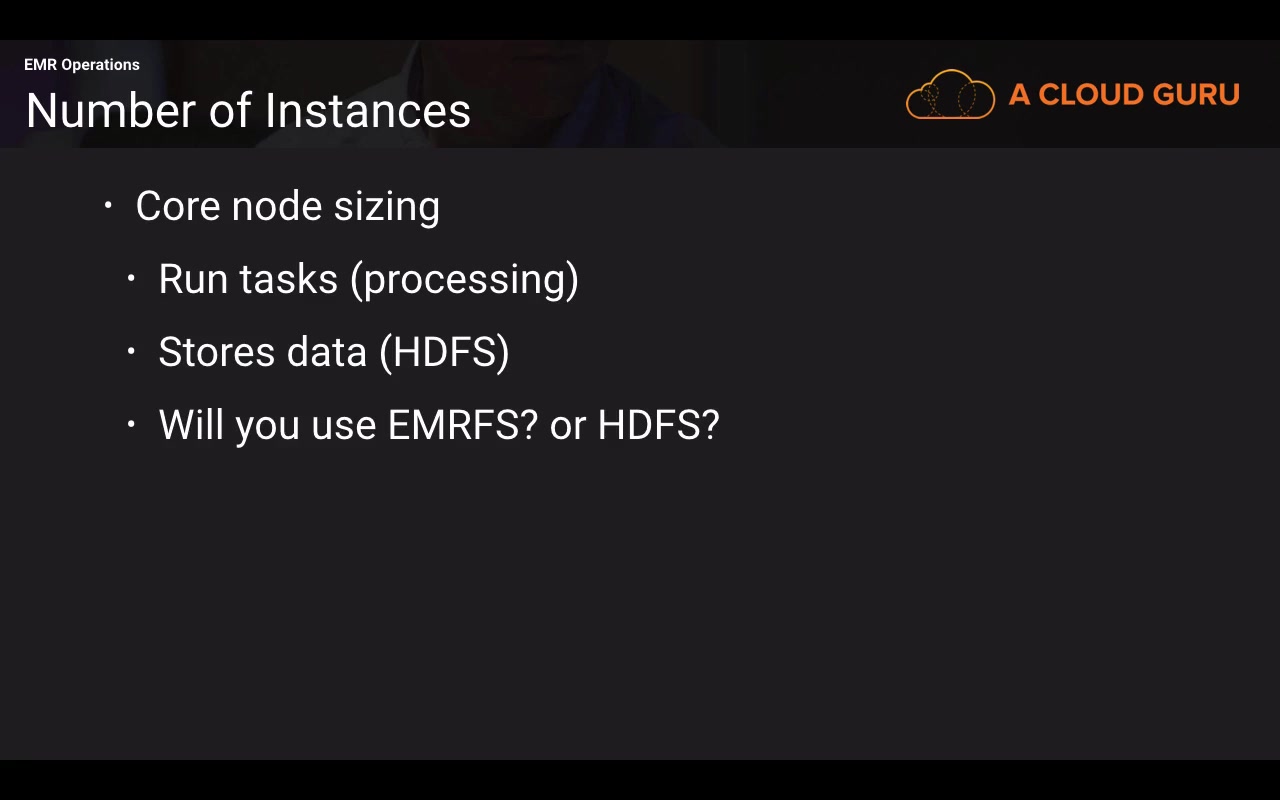 EMR Operations
Number of Instances
A CLOUD GURU
• Core node sizing
• Run tasks (processing)
• Stores data (HDFS)
• Will you use EMRFS? or HDFS?